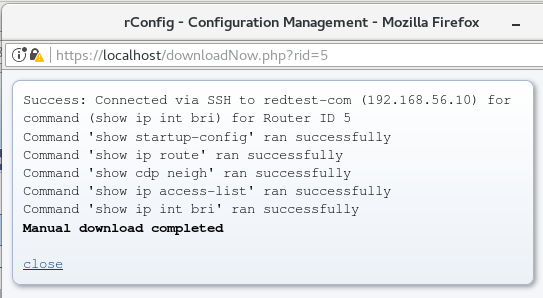 rConfig - Configuration Management - Mozilla Firefox
https://localhost/downloadNow.php?rid=5
Success: Connected via SSH to redtest-com (192.168.56.10) for
command (show ip int bri) for Router ID 5
Command 'show startup-config' ran successfully
Command 'show ip route' ran successfully
Command 'show cdp neigh' ran successfully
Command 'show ip access-list' ran successfully
Command 'show ip int bri' ran successfully
Manual download completed
close